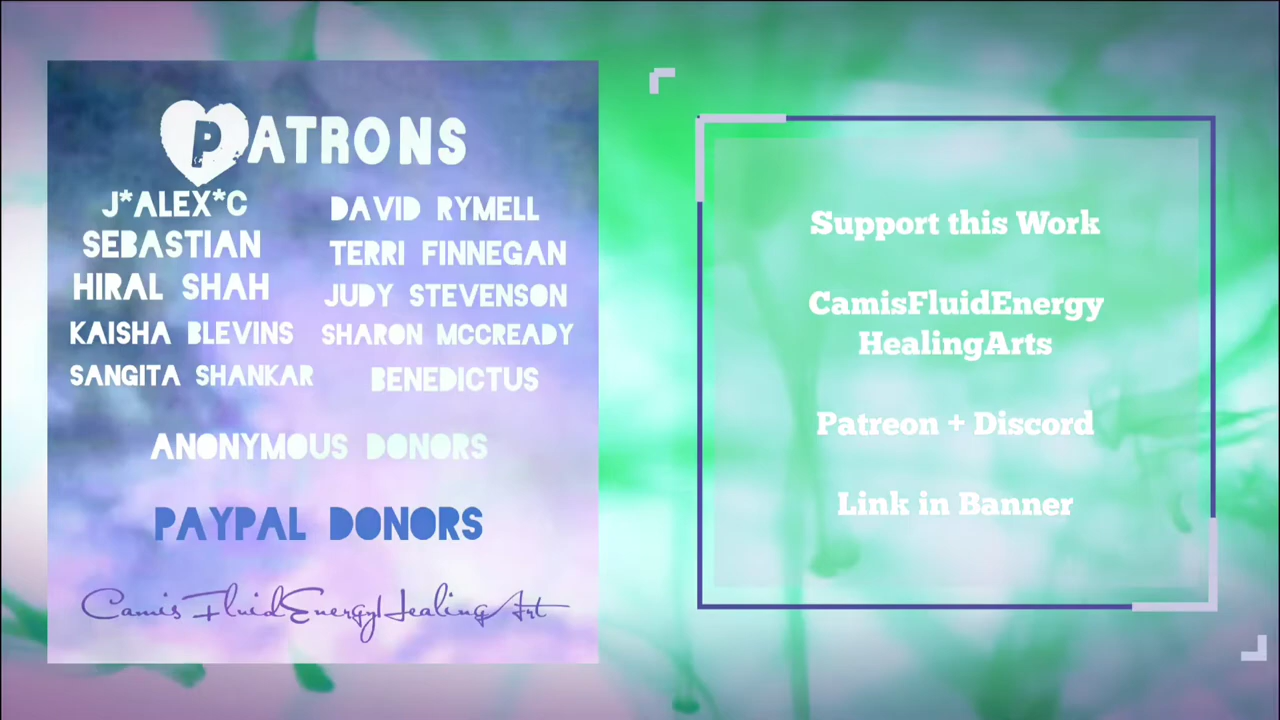 PATRONS
J*ALEX*C
SEBASTIAN
HIRAL SHAH
KAISHA BLEVINS
SANGITA SHANKAR
DAVID RYMELL
TERRI FINNEGAN
JUDY STEVENSON
SHARON MCCREADY
BENEDICTUS
ANONYMOUS DONORS
PAYPAL DONORS
CamisFluidEnergyHealingArt
Support this Work
CamisFluidEnergy
HealingArts
Patreon + Discord
Link in Banner